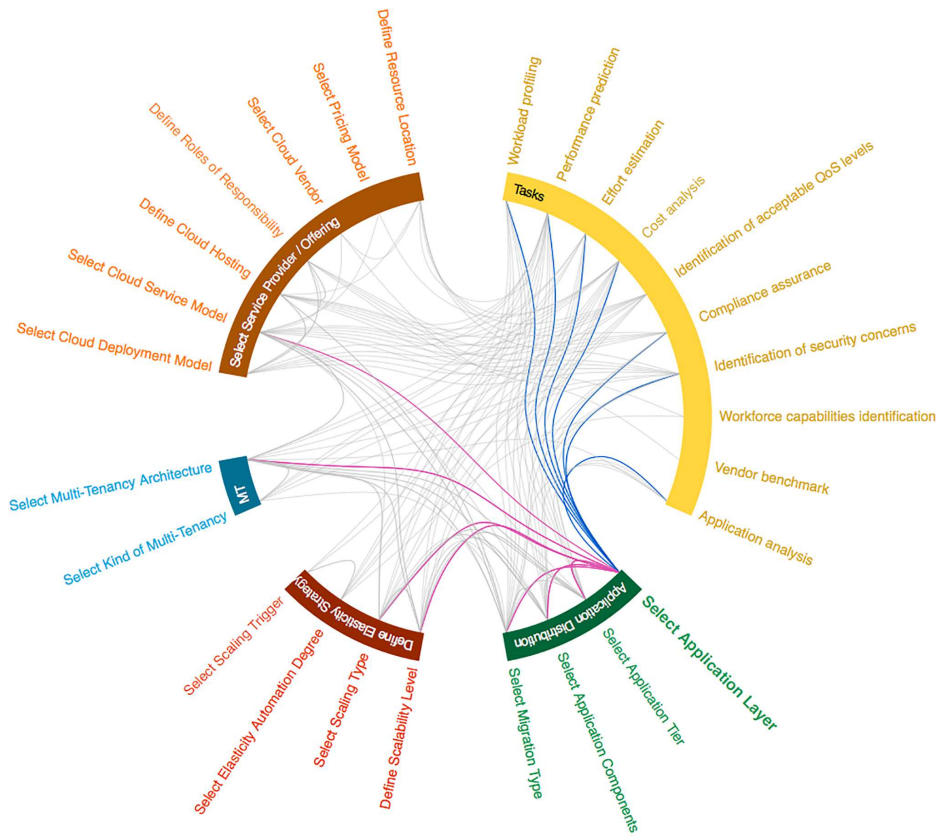 Define Resource Location
Select Pricing Model
Select Cloud Vendor
Define Roles of Responsibility
Define Cloud Hosting
Select Cloud Service Model
Select Cloud Deployment Model
Select Service Provider / Offering
Workload profiling
Performance prediction
Effort estimation
Cost analysis
Identification of acceptable QoS levels
Compliance assurance
Identification of security concerns
Workforce capabilities identification
Vendor benchmark
Application analysis
Tasks
Select Multi-Tenancy Architecture
Select Kind of Multi-Tenancy
MT
Select Scaling Trigger
Select Elasticity Automation Degree
Select Scaling Type
Define Scalability Level
Define Elasticity Strategy
Select Migration Type
Select Application Components
Select Application Tier
Select Application Layer
Application Distribution